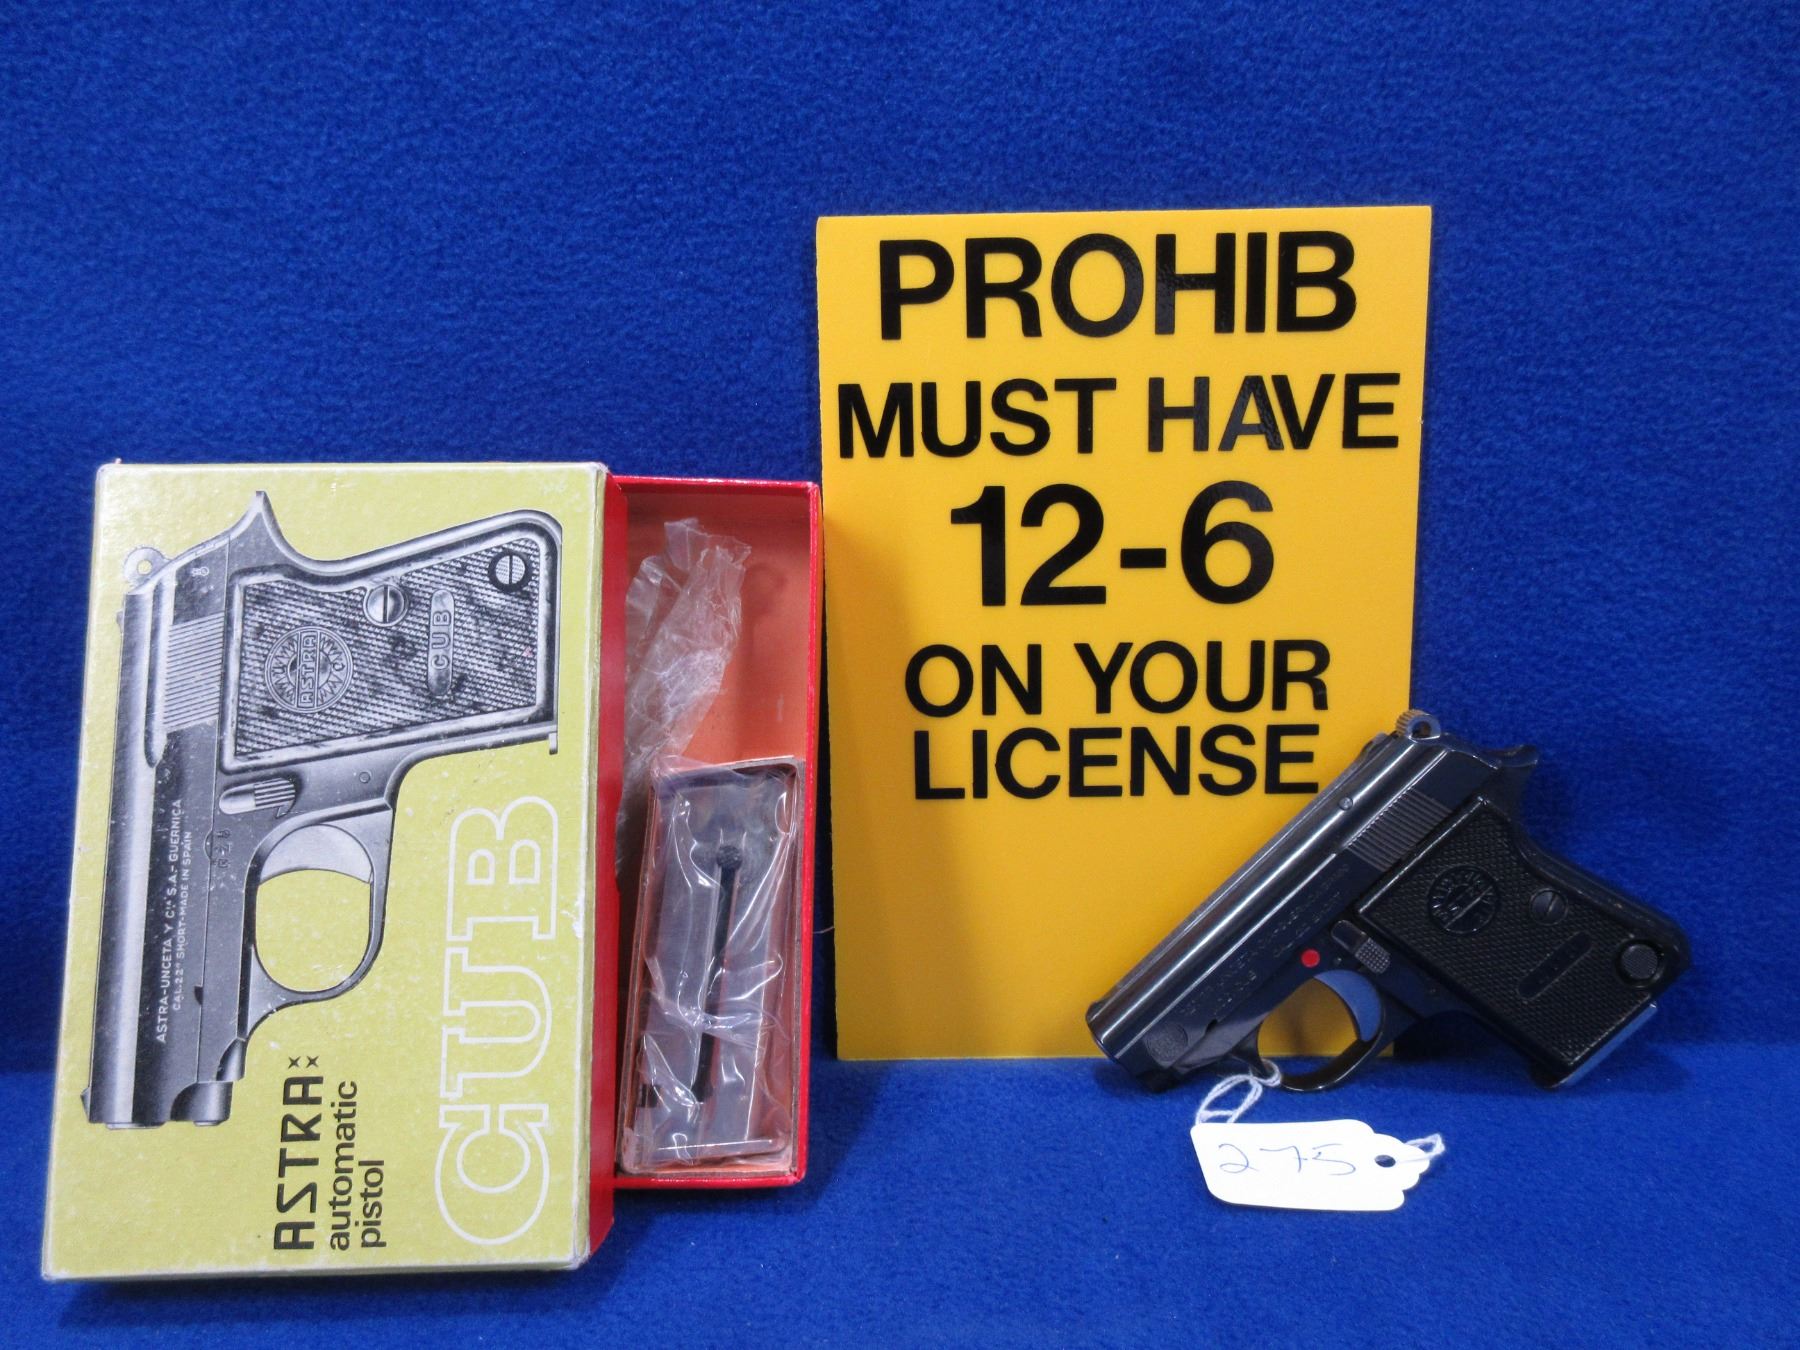 PROHIB
MUST HAVE
12-6
ON YOUR
LICENSE
ASTRA
CUB
ASTRA-UNCETA Y Cia S.A.-GUERNICA
CAL.22" SHORT-MADE IN SPAIN
ASTRA
automatic
pistol
CUB
275